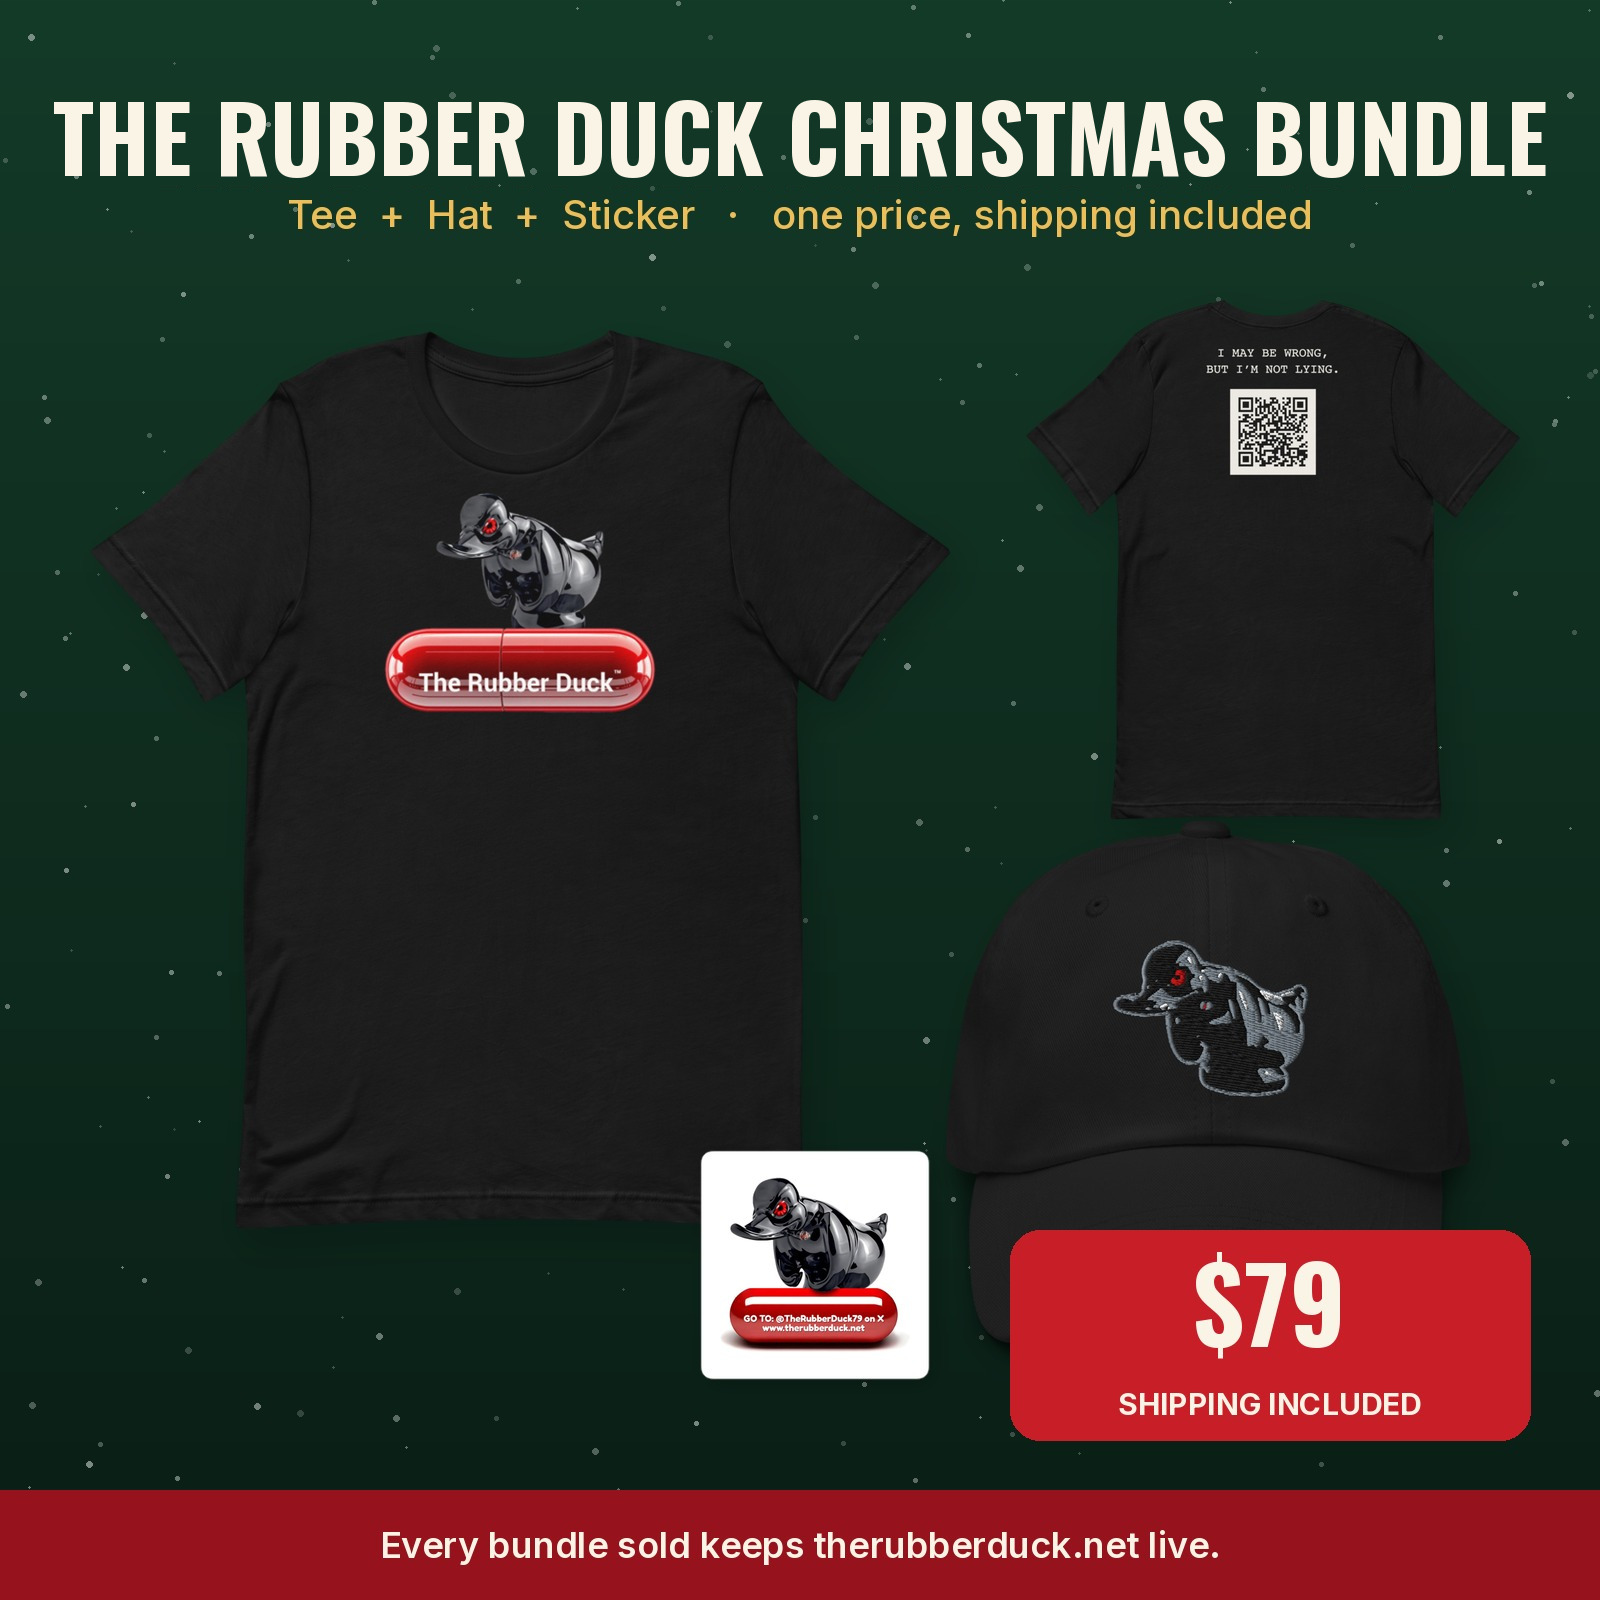 THE RUBBER DUCK CHRISTMAS BUNDLE
Tee + Hat + Sticker · one price, shipping included
I MAY BE WRONG,
BUT I'M NOT LYING.
The Rubber Duck™
GO TO: @TheRubberDuck79 on X
www.therubberduck.net
$79
SHIPPING INCLUDED
Every bundle sold keeps therubberduck.net live.